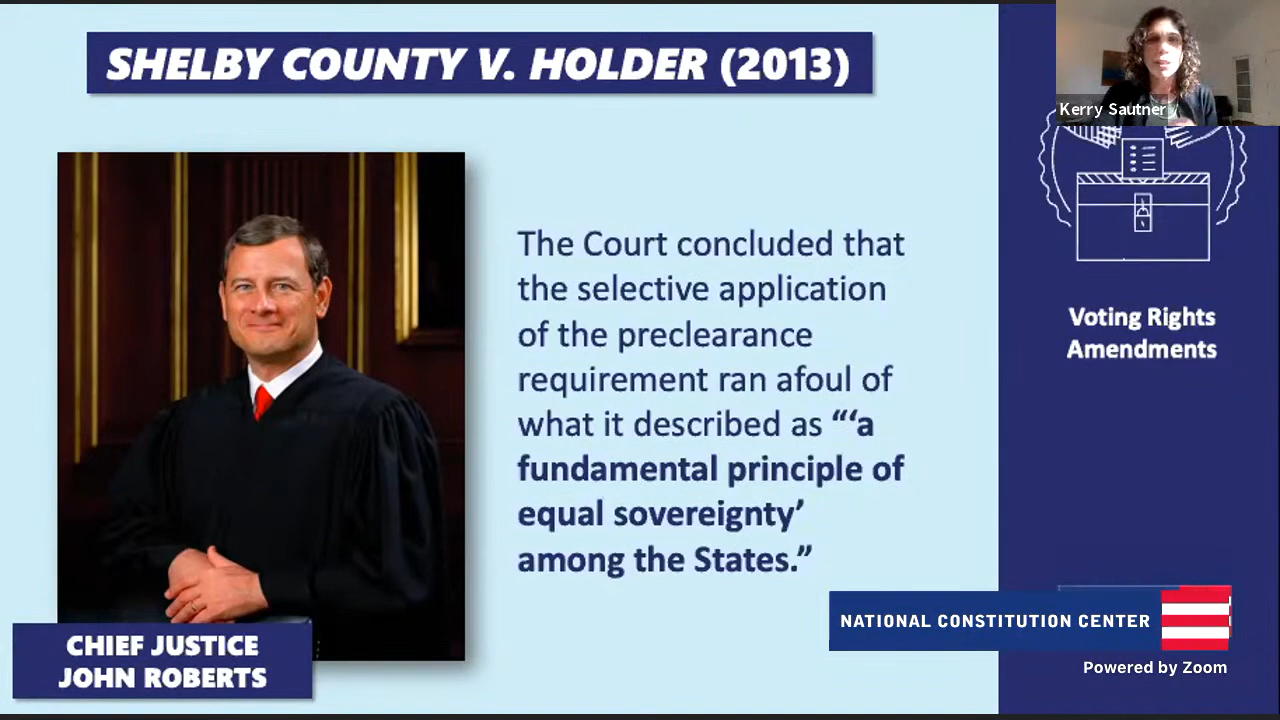 SHELBY COUNTY V. HOLDER (2013)
Kerry Sautner
The Court concluded that
the selective application
of the preclearance
requirement ran afoul of
what it described as “‘a
fundamental principle of
equal sovereignty’
among the States.”
CHIEF JUSTICE
JOHN ROBERTS
Voting Rights
Amendments
NATIONAL CONSTITUTION CENTER
Powered by Zoom